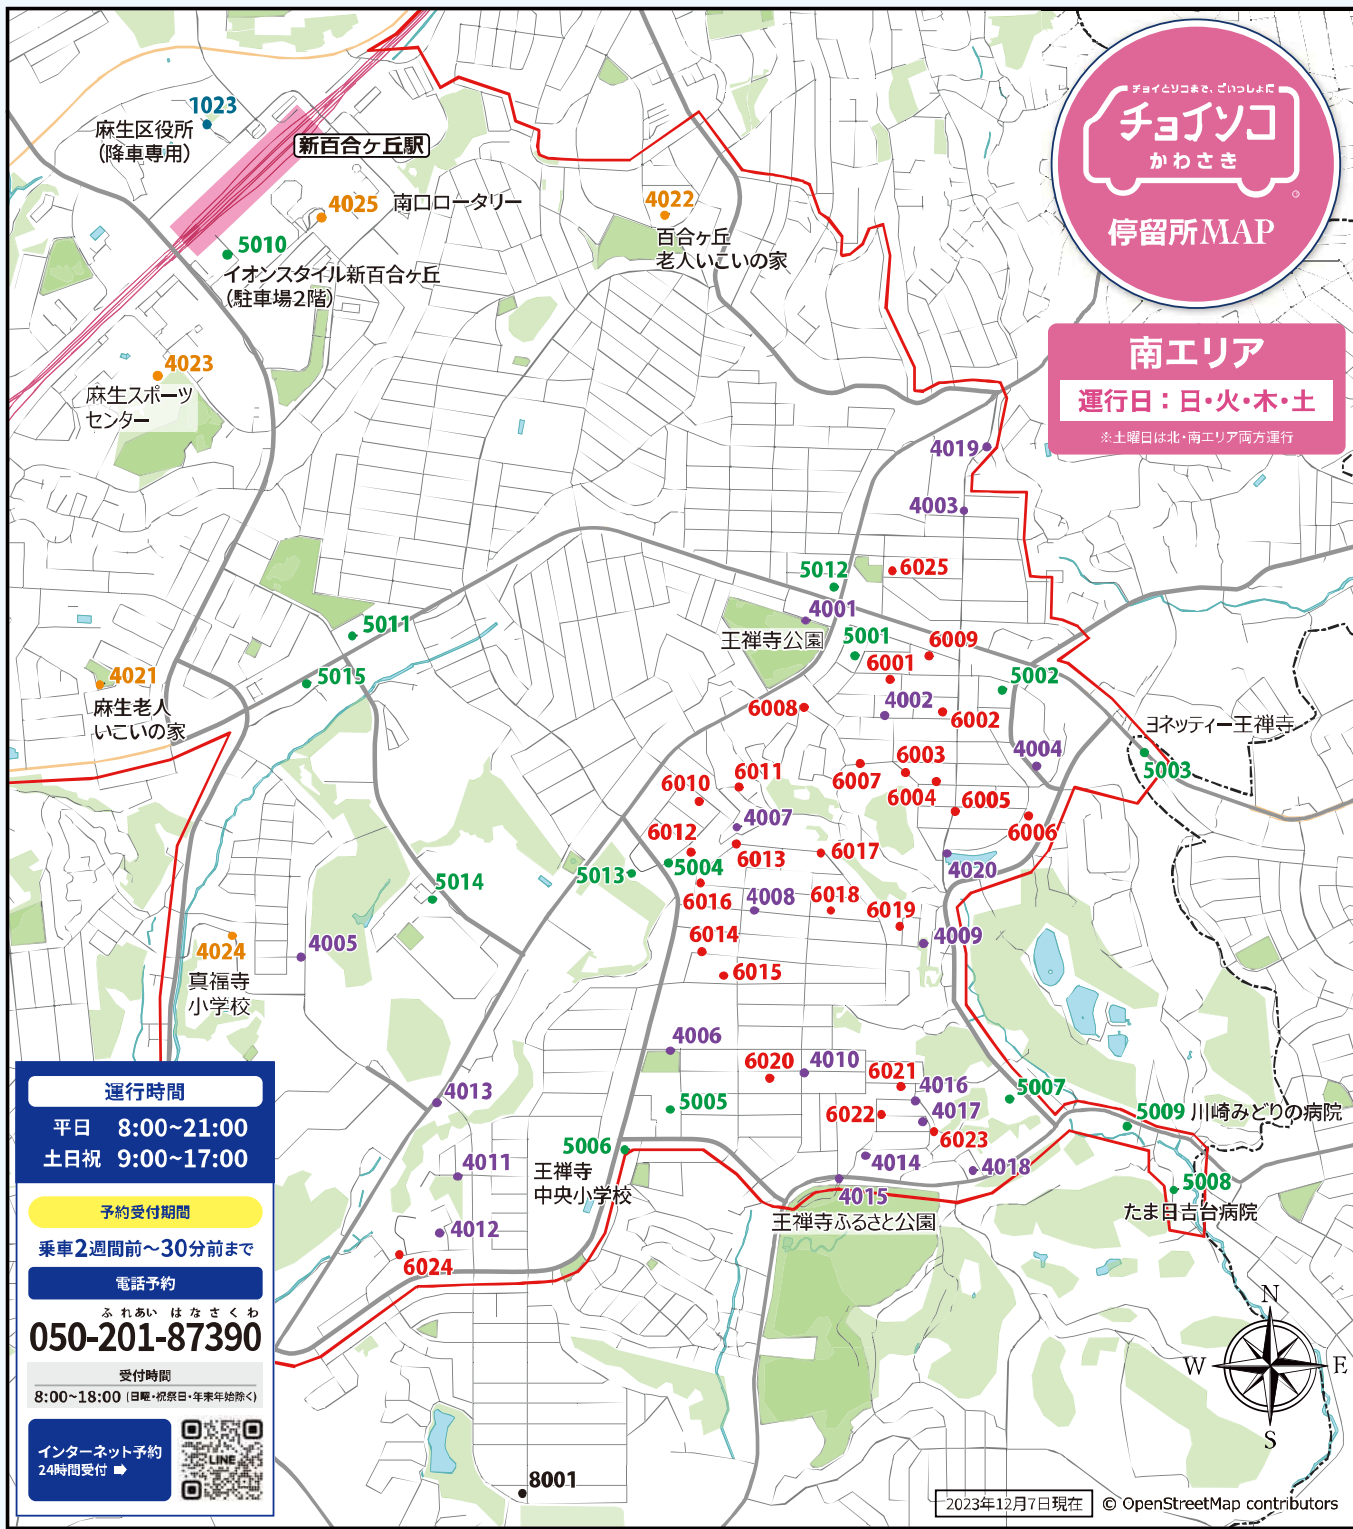 チョイとソコまで、ごいっしょに
チョイソコ
かわさき
停留所MAP
南エリア
運行日：日・火・木・土
※土曜日は北・南エリア両方運行
1023
麻生区役所
（降車専用）
新百合ヶ丘駅
4025
南口ロータリー
4022
百合ヶ丘
老人いこいの家
5010
イオンスタイル新百合ヶ丘
（駐車場2階）
4023
麻生スポーツ
センター
4019
4003
5012
6025
4001
王禅寺公園
5001
6009
5011
6001
5002
5015
4021
麻生老人
いこいの家
4002
6008
6002
ヨネッティー王禅寺
4004
6003
5003
6011
6007
6010
6004
6005
4007
6006
6012
6013
6017
5004
5013
4020
5014
6016
4008
6018
6019
6014
4009
4005
4024
真福寺
小学校
6015
4006
6020
4010
6021
4016
4013
5007
5005
6022
4017
5009
川崎みどりの病院
6023
5006
王禅寺
中央小学校
4011
4014
4018
5008
たま日吉台病院
4015
王禅寺ふるさと公園
4012
6024
8001
運行時間
平日 8:00~21:00
土日祝 9:00~17:00
予約受付期間
乗車2週間前～30分前まで
電話予約
ふれあい はなさくわ
050-201-87390
受付時間
8:00~18:00（日曜・祝祭日・年末年始除く）
インターネット予約
24時間受付 ➡
LINE
N
W
E
S
2023年12月7日現在
© OpenStreetMap contributors